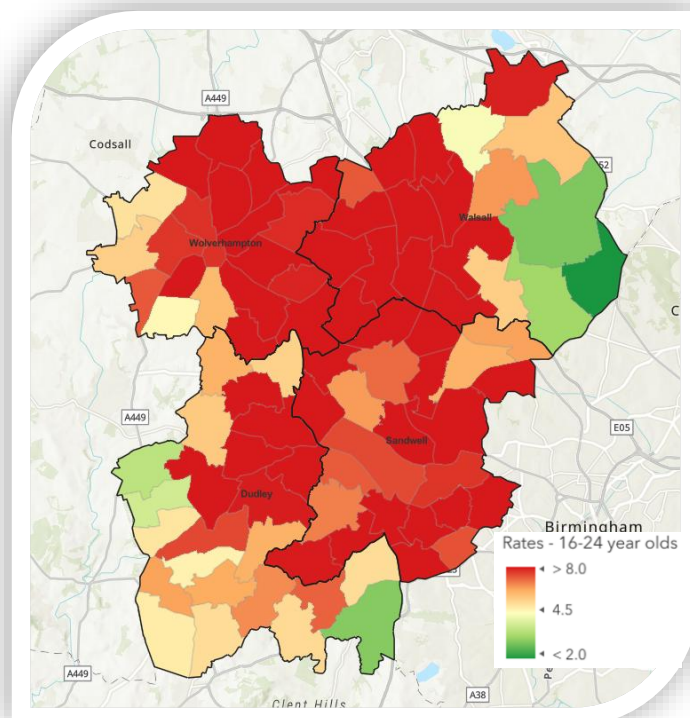 A449
Codsall
62
Walsall
Wolverhampton
C
A449
E05
Sandwell
Dudley
Birmingham
Rates - 16-24 year olds
> 8.0
4.5
< 2.0
A449
A38
Clent Hills